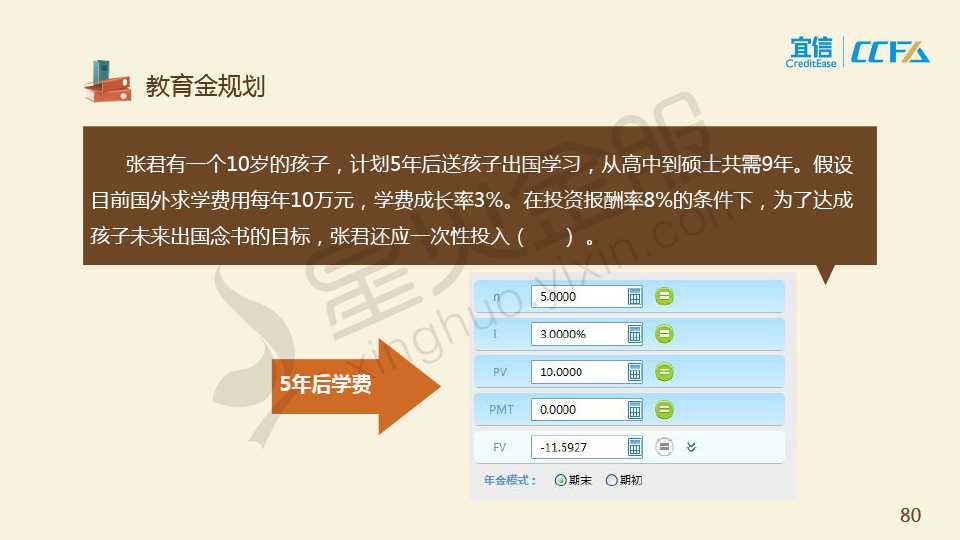 宜信
CreditEase
CCFA
教育金规划
张君有一个10岁的孩子，计划5年后送孩子出国学习，从高中到硕士共需9年。假设
目前国外求学费用每年10万元，学费成长率3%。在投资报酬率8%的条件下，为了达成
孩子未来出国念书的目标，张君还应一次性投入（　　）。
星火金服
xinghuo.yixin.com
n 5.0000
I 3.0000%
PV 10.0000
5年后学费
PMT 0.0000
FV -11.5927
年金模式： 期末 期初
80